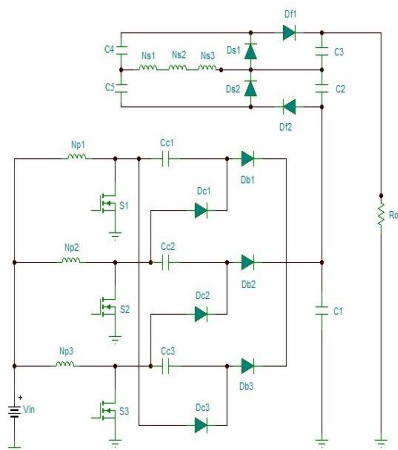 Df1
C4
Ns1 Ns2 Ns3
Ds1
C3
C5
Ds2
C2
Df2
Np1
Cc1
Db1
Dc1
S1
Ro
Np2
Cc2
Db2
S2
Dc2
C1
Np3
Cc3
Db3
+
Vin
S3
Dc3